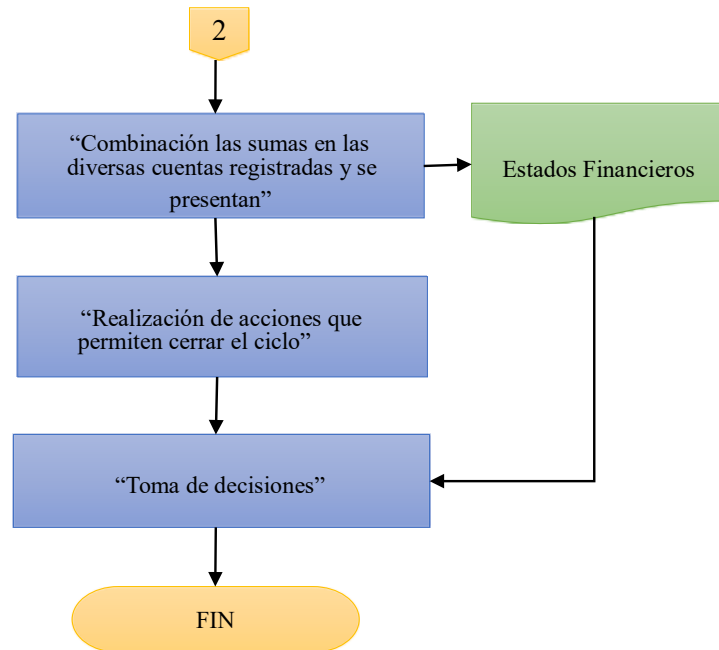 2
“Combinación las sumas en las
diversas cuentas registradas y se
presentan”
Estados Financieros
“Realización de acciones que
permiten cerrar el ciclo”
“Toma de decisiones”
FIN